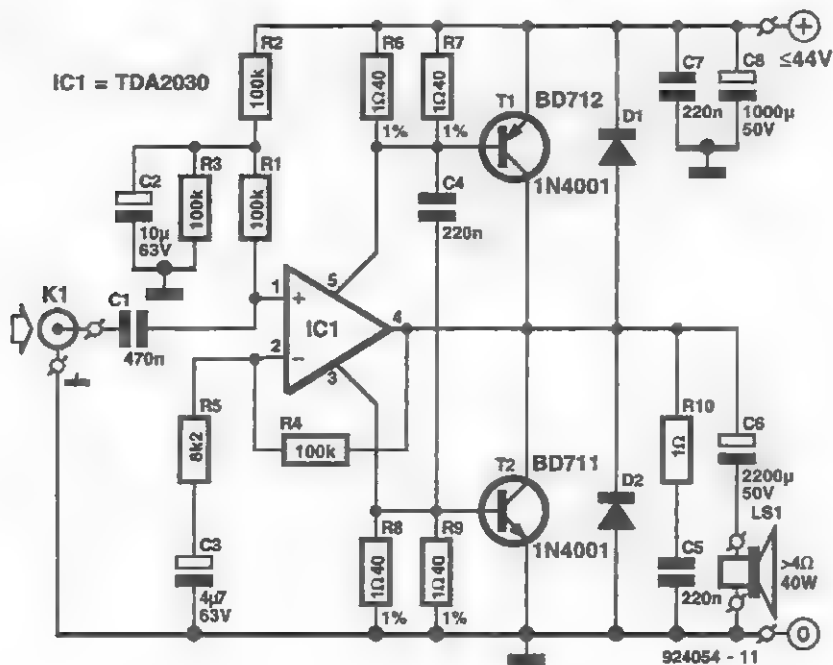 IC1 = TDA2030
R2
100k
R6
1Ω40
1%
R7
1Ω40
1%
T1
BD712
1N4001
D1
C7
220n
C8
1000µ
50V
+
≤44V
C2
10µ
63V
R3
100k
R1
100k
C4
220n
K1
C1
470n
1
+
5
IC1
4
2
−
3
R5
8k2
R4
100k
C3
4µ7
63V
R8
1Ω40
1%
R9
1Ω40
1%
T2
BD711
1N4001
D2
R10
1Ω
C5
220n
C6
2200µ
50V
LS1
>4Ω
40W
0
924054 - 11